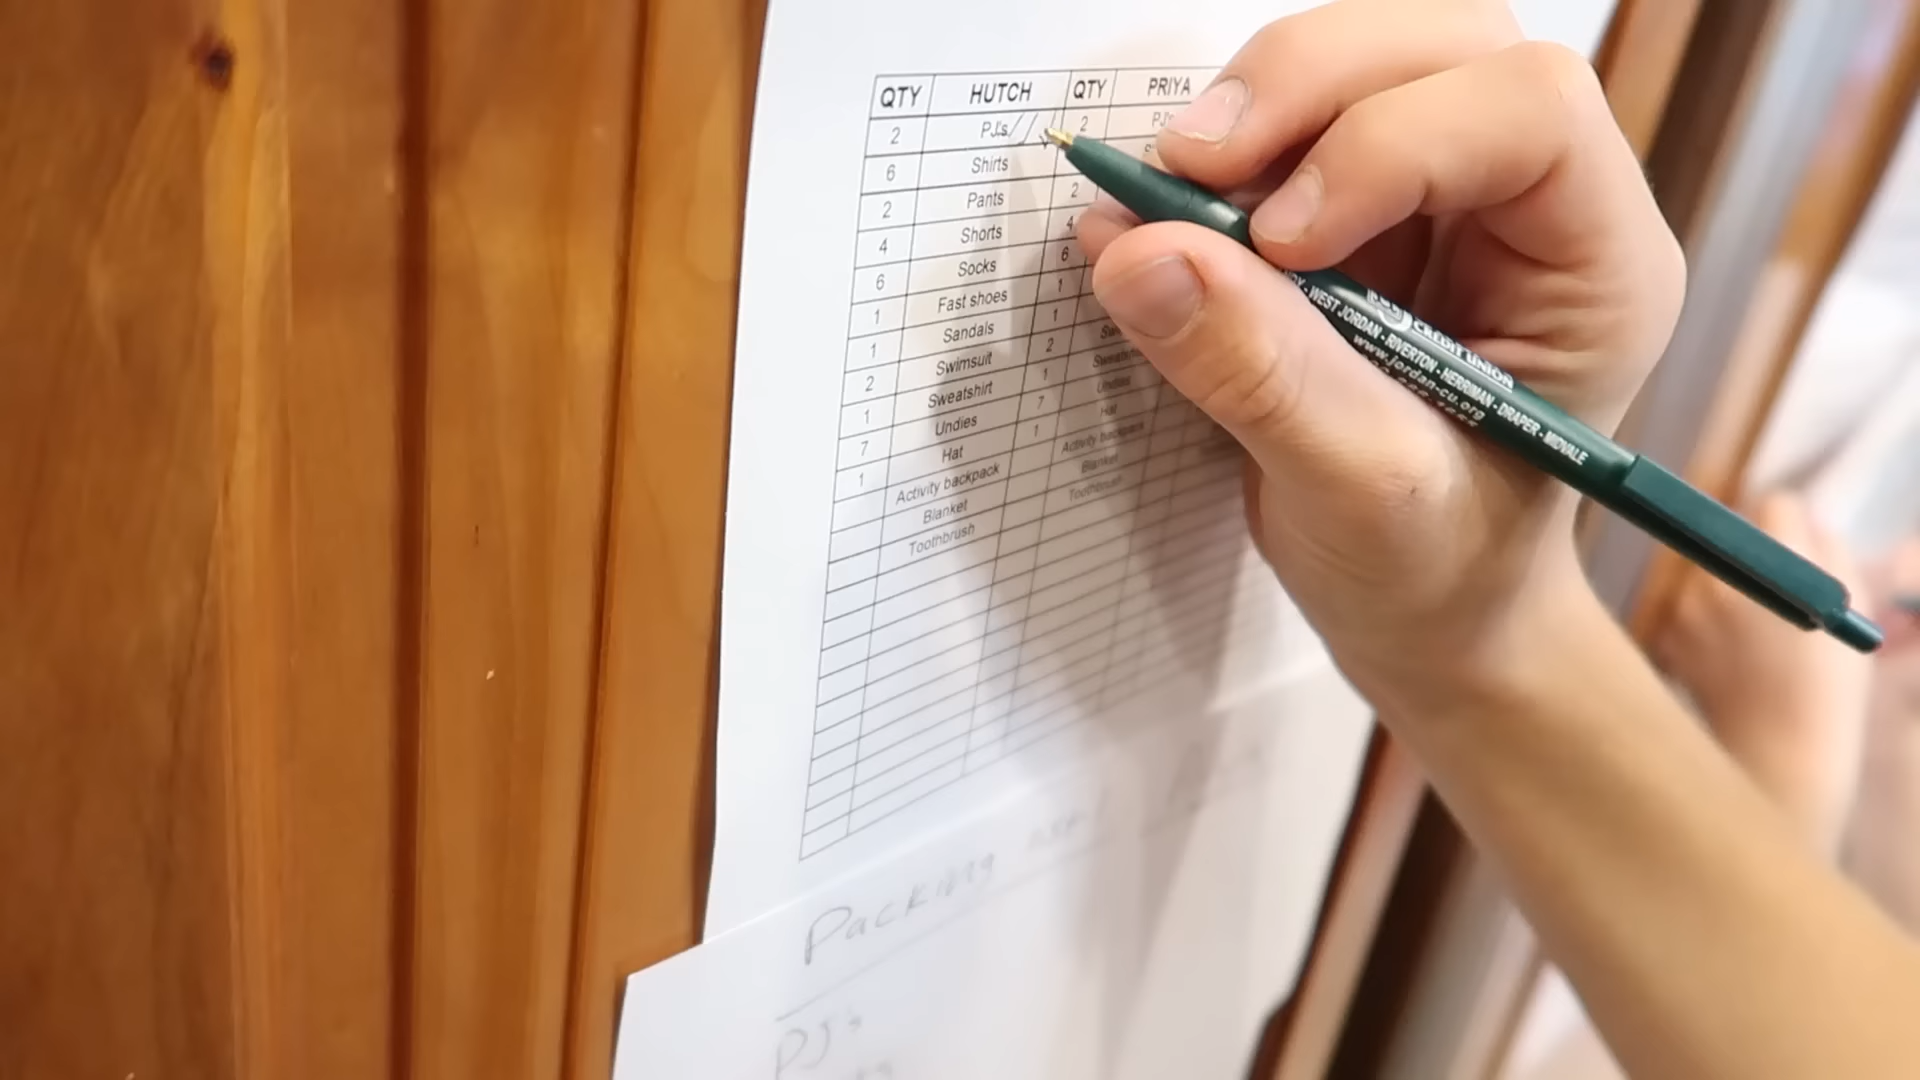 QTY HUTCH QTY PRIYA
2 PJ's 2
6 Shirts
2 Pants 2
4 Shorts 4
6 Socks 6
1 Fast shoes 1
1 Sandals 1
2 Swimsuit 2
1 Sweatshirt 1
7 Undies 7 Undies
1 Hat 1 Hat
Activity backpack Activity backpack
Blanket Blanket
Toothbrush Toothbrush
CREDIT UNION
WEST JORDAN - RIVERTON - HERRIMAN - DRAPER - MIDVALE
www.jordan-cu.org
Packing
PJ's